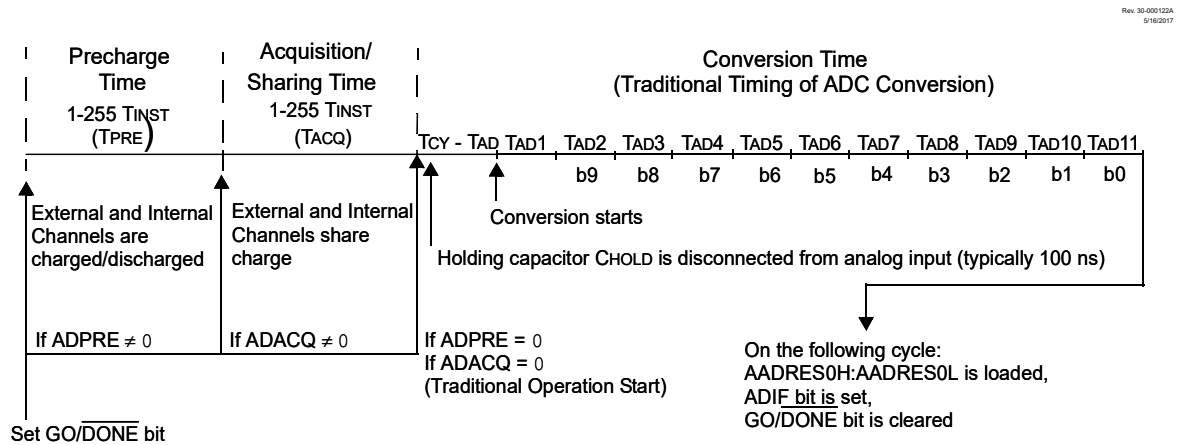 Rev. 30-000122A
5/16/2017
Precharge
Time
1-255 TINST
(TPRE)
Acquisition/
Sharing Time
1-255 TINST
(TACQ)
Conversion Time
(Traditional Timing of ADC Conversion)
TCY - TAD TAD1 TAD2 TAD3 TAD4 TAD5 TAD6 TAD7 TAD8 TAD9 TAD10 TAD11
b9 b8 b7 b6 b5 b4 b3 b2 b1 b0
External and Internal
Channels are
charged/discharged
External and Internal
Channels share
charge
Conversion starts
Holding capacitor CHOLD is disconnected from analog input (typically 100 ns)
If ADPRE ≠ 0
If ADACQ ≠ 0
If ADPRE = 0
If ADACQ = 0
(Traditional Operation Start)
On the following cycle:
AADRES0H:AADRES0L is loaded,
ADIF bit is set,
GO/DONE bit is cleared
Set GO/DONE bit